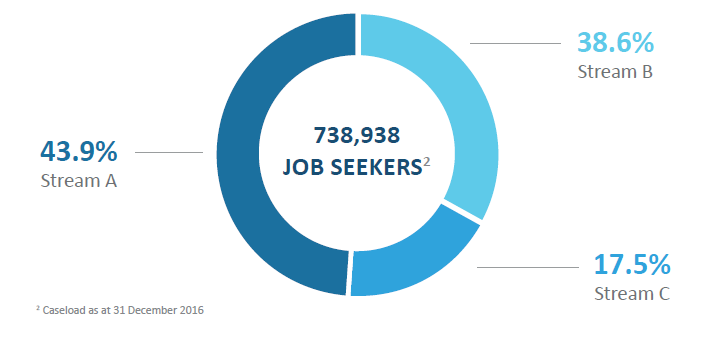 38.6%
Stream B
738,938
JOB SEEKERS²
43.9%
Stream A
17.5%
Stream C
² Caseload as at 31 December 2016